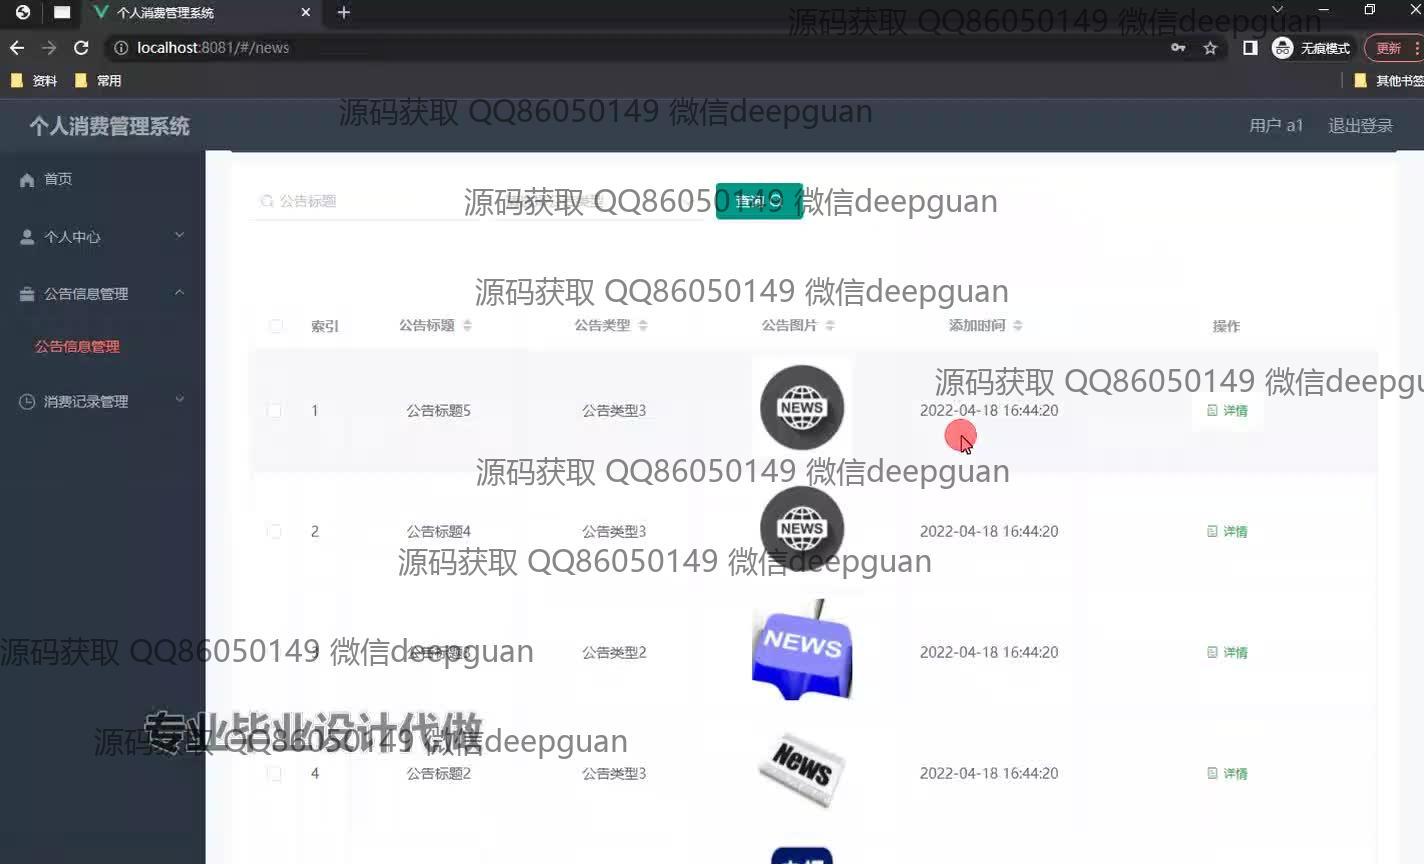 个人消费管理系统
源码获取 QQ86050149 微信deepguan
localhost:8081/#/news
无痕模式
更新
资料
常用
其他书签
源码获取 QQ86050149 微信deepguan
个人消费管理系统
用户 a1
退出登录
首页
公告标题
源码获取 QQ86050149 微信deepguan
查询
个人中心
公告信息管理
源码获取 QQ86050149 微信deepguan
索引 公告标题 公告类型 公告图片 添加时间 操作
公告信息管理
源码获取 QQ86050149 微信deepgu
消费记录管理
1 公告标题5 公告类型3 NEWS 2022-04-18 16:44:20 详情
源码获取 QQ86050149 微信deepguan
2 公告标题4 公告类型3 NEWS 2022-04-18 16:44:20 详情
源码获取 QQ86050149 微信deepguan
源码获取 QQ86050149 微信deepguan
公告标题3 公告类型2 NEWS 2022-04-18 16:44:20 详情
专业毕业设计代做
源码获取 QQ86050149 微信deepguan
4 公告标题2 公告类型3 News 2022-04-18 16:44:20 详情